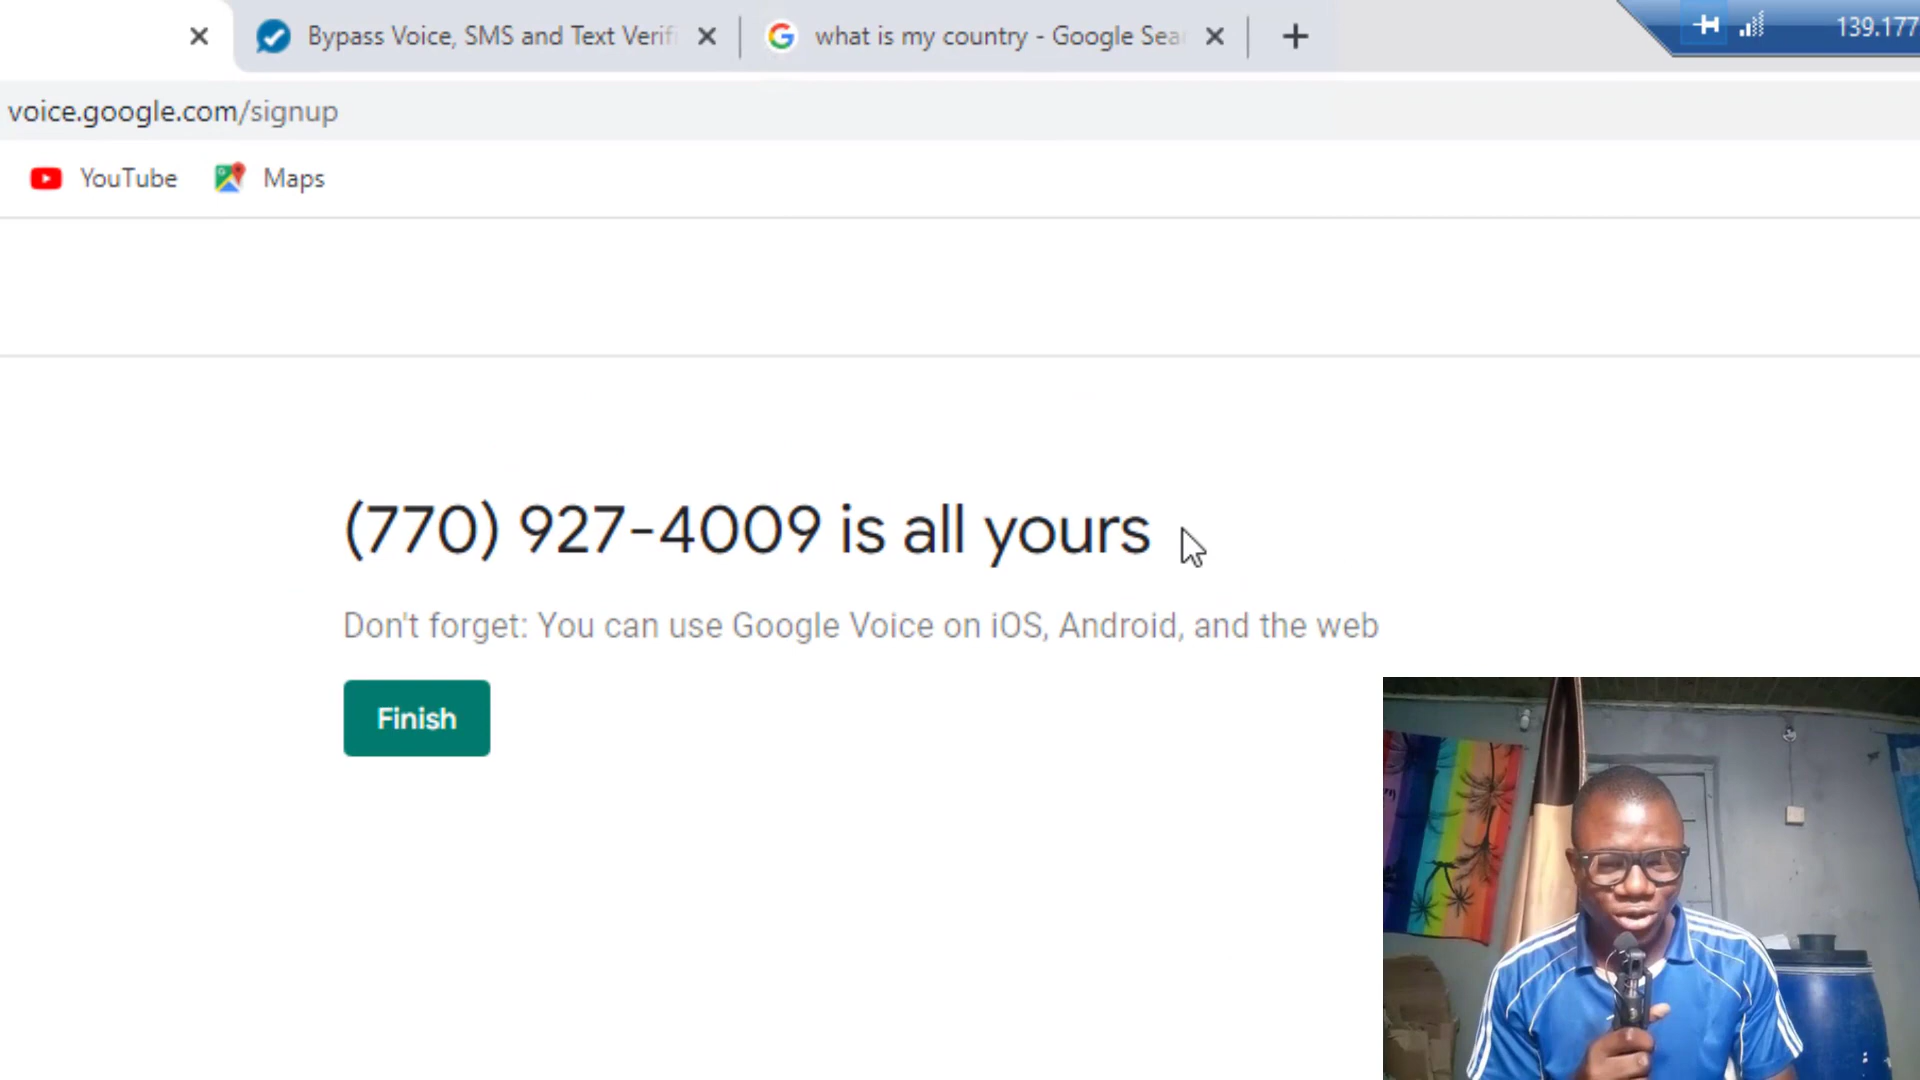 Bypass Voice, SMS and Text Verifi
what is my country - Google Sear
139.177
voice.google.com/signup
YouTube
Maps
(770) 927-4009 is all yours
Don't forget: You can use Google Voice on iOS, Android, and the web
Finish